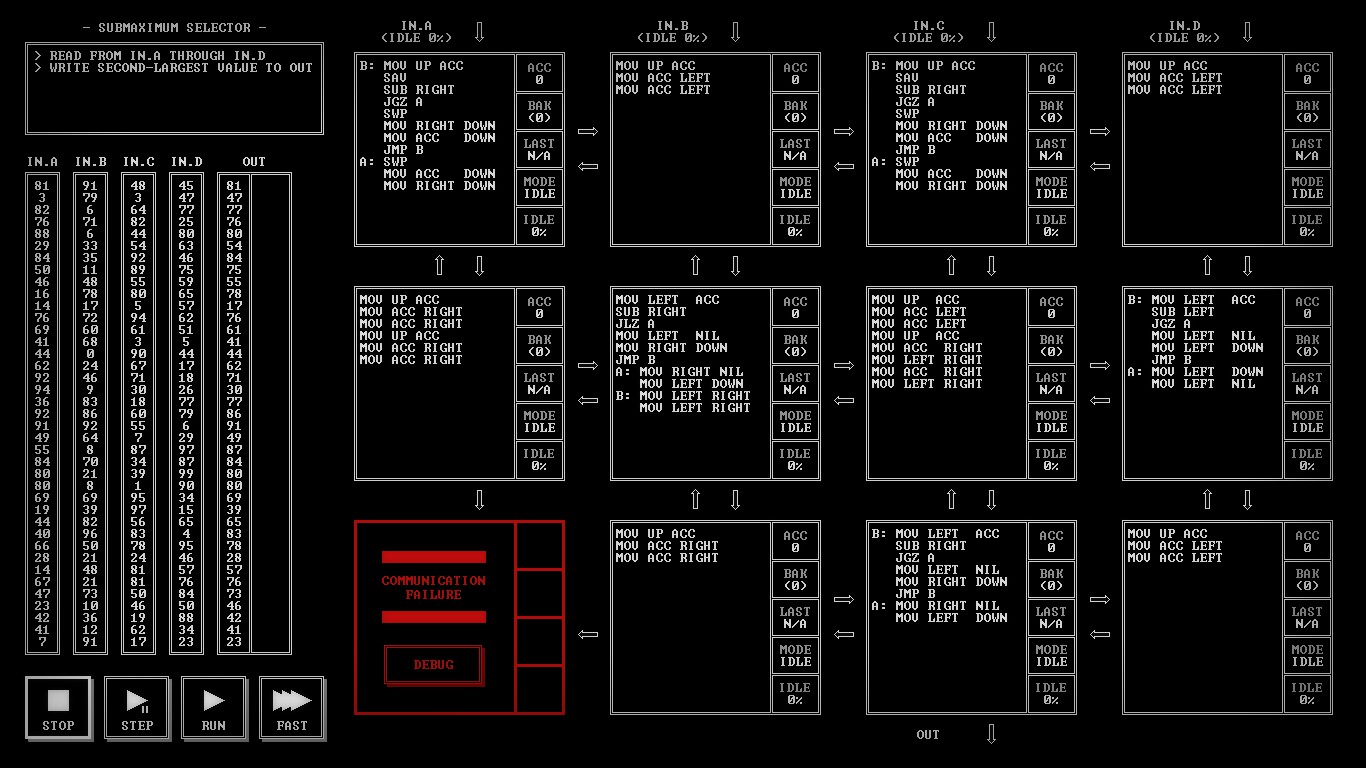 — SUBMAXIMUM SELECTOR —
> READ FROM IN.A THROUGH IN.D
> WRITE SECOND-LARGEST VALUE TO OUT
IN.A IN.B IN.C IN.D OUT
81 91 48 45 81
3 79 3 47 47
82 6 64 77 77
76 71 82 25 76
88 6 44 80 80
29 33 54 63 54
84 35 92 46 84
50 11 89 75 75
46 48 55 59 55
16 78 80 65 78
14 17 5 57 17
76 72 94 62 76
69 60 61 51 61
41 68 3 5 41
44 0 90 44 44
62 24 67 17 62
92 46 71 18 71
94 9 30 26 30
36 83 18 77 77
92 86 60 79 86
91 92 55 6 91
49 64 7 29 49
55 8 87 97 87
84 70 34 87 84
80 21 39 99 80
80 8 1 90 80
69 69 95 34 69
19 39 97 15 39
44 82 56 65 65
40 96 83 4 83
66 50 78 95 78
28 21 24 46 28
14 48 81 57 57
67 21 81 76 76
47 73 50 84 73
23 10 46 50 46
42 36 19 88 42
41 12 62 34 41
7 91 17 23 23
STOP
STEP
RUN
FAST
IN.A
(IDLE 0%)
B: MOV UP ACC
SAV
SUB RIGHT
JGZ A
SWP
MOV RIGHT DOWN
MOV ACC DOWN
JMP B
A: SWP
MOV ACC DOWN
MOV RIGHT DOWN
ACC
0
BAK
(0)
LAST
N/A
MODE
IDLE
IDLE
0%
IN.B
(IDLE 0%)
MOV UP ACC
MOV ACC LEFT
MOV ACC LEFT
ACC
0
BAK
(0)
LAST
N/A
MODE
IDLE
IDLE
0%
IN.C
(IDLE 0%)
B: MOV UP ACC
SAV
SUB RIGHT
JGZ A
SWP
MOV RIGHT DOWN
MOV ACC DOWN
JMP B
A: SWP
MOV ACC DOWN
MOV RIGHT DOWN
ACC
0
BAK
(0)
LAST
N/A
MODE
IDLE
IDLE
0%
IN.D
(IDLE 0%)
MOV UP ACC
MOV ACC LEFT
MOV ACC LEFT
ACC
0
BAK
(0)
LAST
N/A
MODE
IDLE
IDLE
0%
MOV UP ACC
MOV ACC RIGHT
MOV ACC RIGHT
MOV UP ACC
MOV ACC RIGHT
MOV ACC RIGHT
ACC
0
BAK
(0)
LAST
N/A
MODE
IDLE
IDLE
0%
MOV LEFT ACC
SUB RIGHT
JLZ A
MOV LEFT NIL
MOV RIGHT DOWN
JMP B
A: MOV RIGHT NIL
MOV LEFT DOWN
B: MOV LEFT RIGHT
MOV LEFT RIGHT
ACC
0
BAK
(0)
LAST
N/A
MODE
IDLE
IDLE
0%
MOV UP ACC
MOV ACC LEFT
MOV ACC LEFT
MOV UP ACC
MOV ACC RIGHT
MOV LEFT RIGHT
MOV ACC RIGHT
MOV LEFT RIGHT
ACC
0
BAK
(0)
LAST
N/A
MODE
IDLE
IDLE
0%
B: MOV LEFT ACC
SUB LEFT
JGZ A
MOV LEFT NIL
MOV LEFT DOWN
JMP B
A: MOV LEFT DOWN
MOV LEFT NIL
ACC
0
BAK
(0)
LAST
N/A
MODE
IDLE
IDLE
0%
COMMUNICATION
FAILURE
DEBUG
MOV UP ACC
MOV ACC RIGHT
MOV ACC RIGHT
ACC
0
BAK
(0)
LAST
N/A
MODE
IDLE
IDLE
0%
B: MOV LEFT ACC
SUB RIGHT
JGZ A
MOV LEFT NIL
MOV RIGHT DOWN
JMP B
A: MOV RIGHT NIL
MOV LEFT DOWN
ACC
0
BAK
(0)
LAST
N/A
MODE
IDLE
IDLE
0%
MOV UP ACC
MOV ACC LEFT
MOV ACC LEFT
ACC
0
BAK
(0)
LAST
N/A
MODE
IDLE
IDLE
0%
OUT